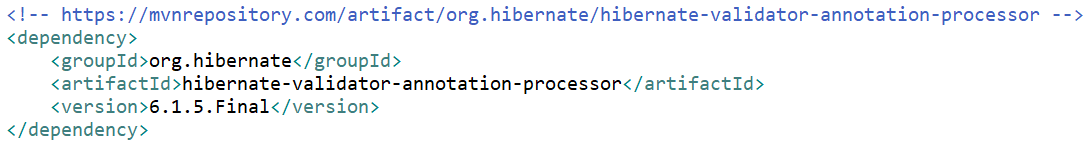 <!-- https://mvnrepository.com/artifact/org.hibernate/hibernate-validator-annotation-processor -->
<dependency>
    <groupId>org.hibernate</groupId>
    <artifactId>hibernate-validator-annotation-processor</artifactId>
    <version>6.1.5.Final</version>
</dependency>